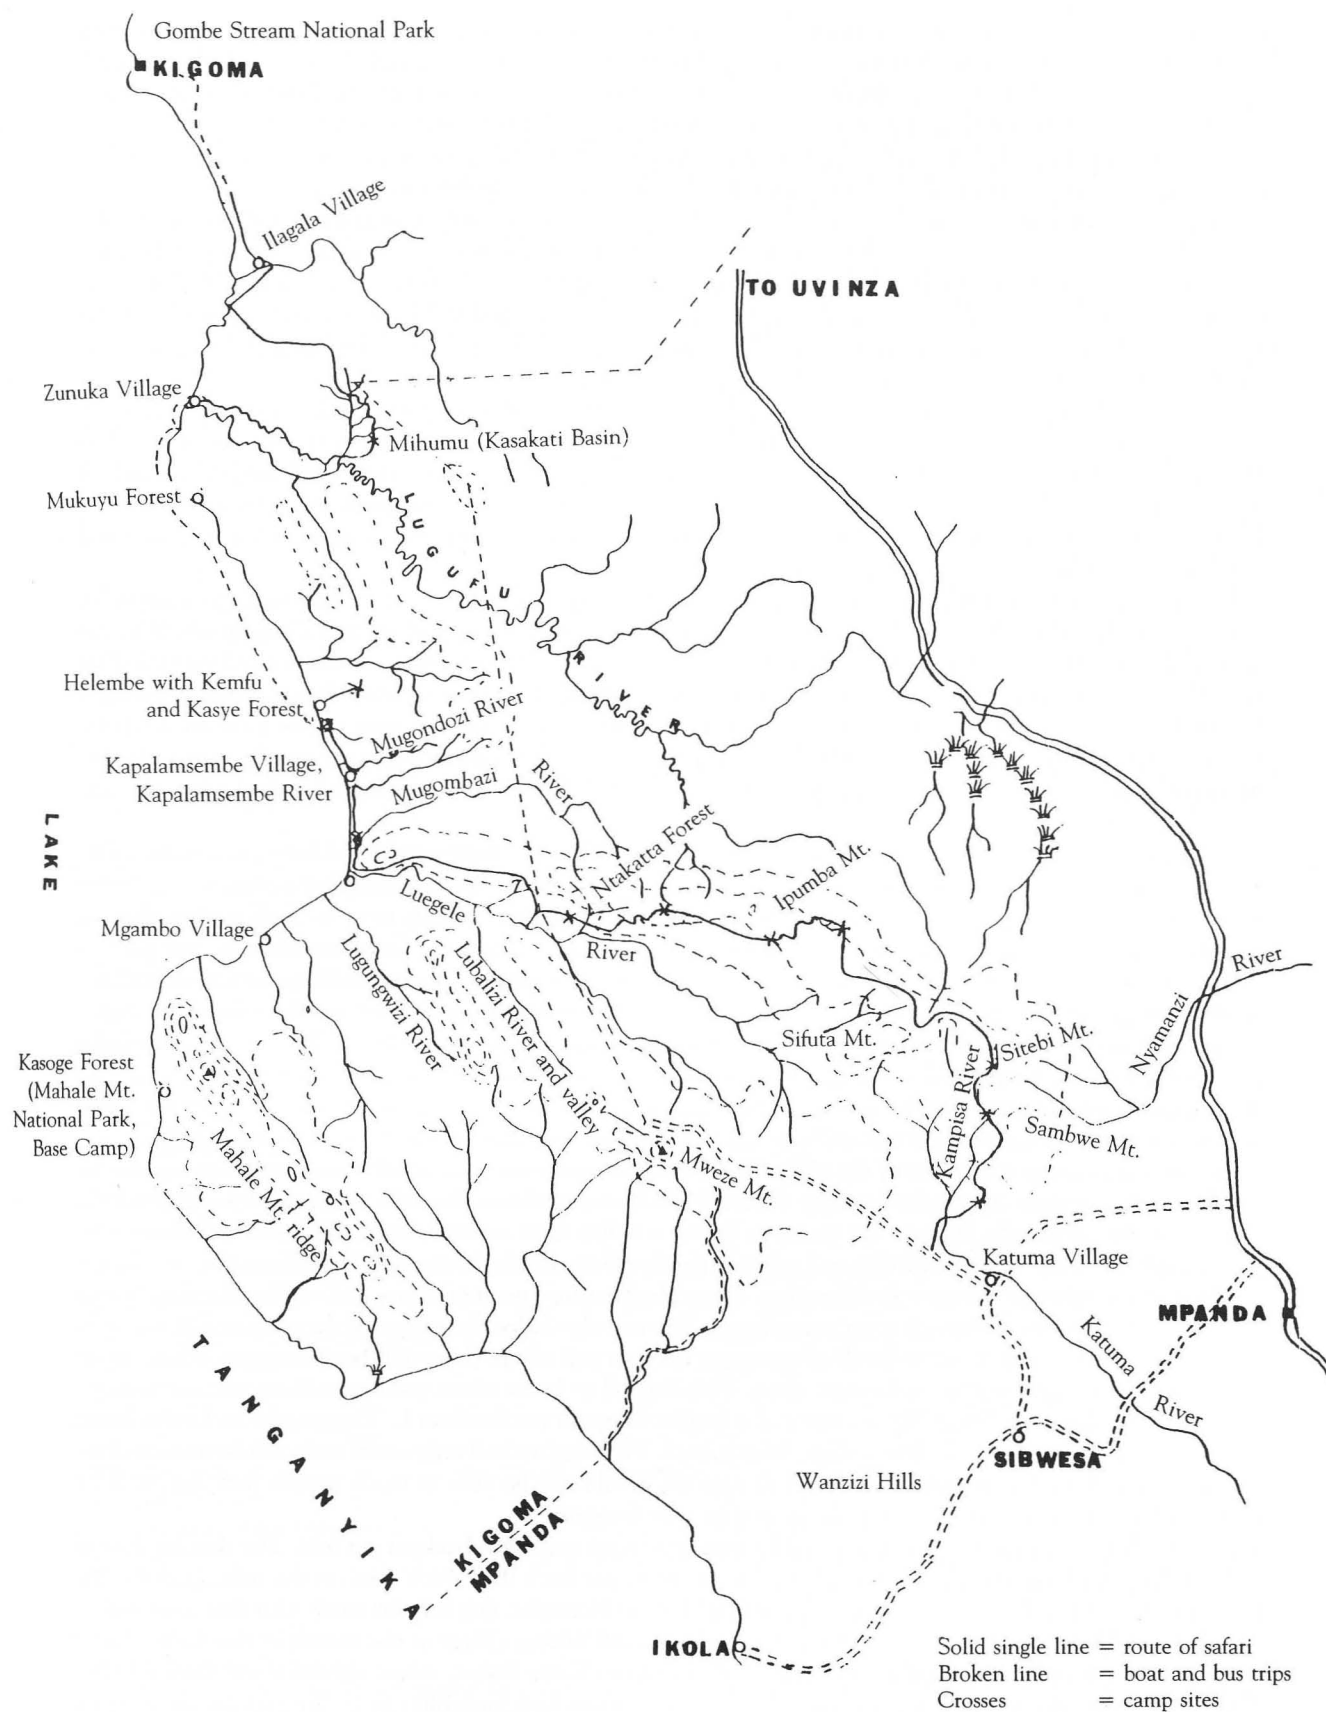 Gombe Stream National Park
KIGOMA
Ilagala Village
TO UVINZA
Zunuka Village
Mihumu (Kasakati Basin)
Mukuyu Forest
LUGUFU
RIVER
Helembe with Kemfu
and Kasye Forest
Mugondozi River
Kapalamsembe Village,
Kapalamsembe River
Mugombazi
River
LAKE
Ntakatta Forest
Ipumba Mt.
Luegele
River
Mgambo Village
Lugungwizi River
Lubalizi River and valley
River
Nyamanzi
Sifuta Mt.
Sitebi Mt.
Kasoge Forest
(Mahale Mt.
National Park,
Base Camp)
Kampisa River
Sambwe Mt.
Mahale Mt. ridge
Mweze Mt.
Katuma Village
MPANDA
Katuma
River
TANGANYIKA
SIBWESA
Wanzizi Hills
KIGOMA
MPANDA
IKOLA
Solid single line = route of safari
Broken line = boat and bus trips
Crosses = camp sites